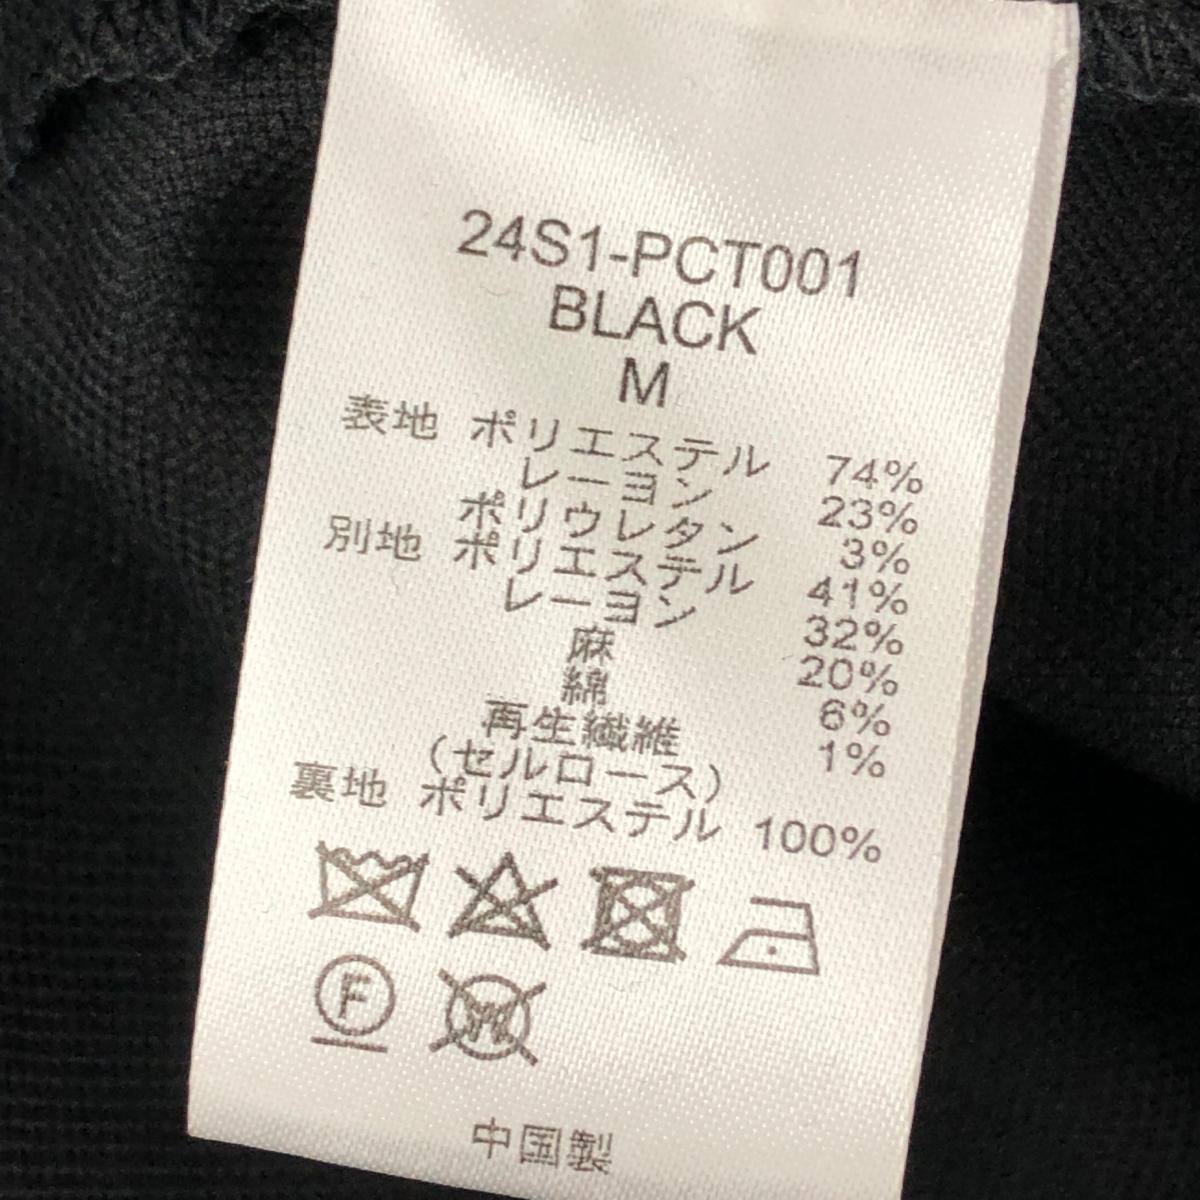 24S1-PCT001
BLACK
M
表地 ポリエステル 74%
レーヨン 23%
ポリウレタン 3%
別地 ポリエステル 41%
レーヨン 32%
麻 20%
綿 6%
再生繊維 1%
(セルロース)
裏地 ポリエステル 100%
F W
中国製